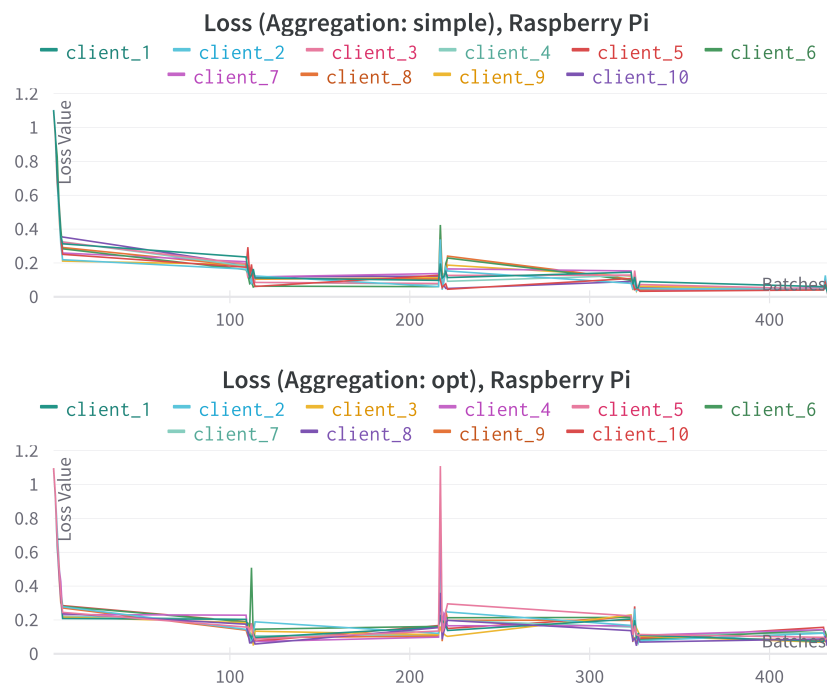 Loss (Aggregation: simple), Raspberry Pi
client_1 client_2 client_3 client_4 client_5 client_6
client_7 client_8 client_9 client_10
1.2
Loss Value
1
0.8
0.6
0.4
0.2
Batches
0
100 200 300 400
Loss (Aggregation: opt), Raspberry Pi
client_1 client_2 client_3 client_4 client_5 client_6
client_7 client_8 client_9 client_10
1.2
Loss Value
1
0.8
0.6
0.4
0.2
Batches
0
100 200 300 400